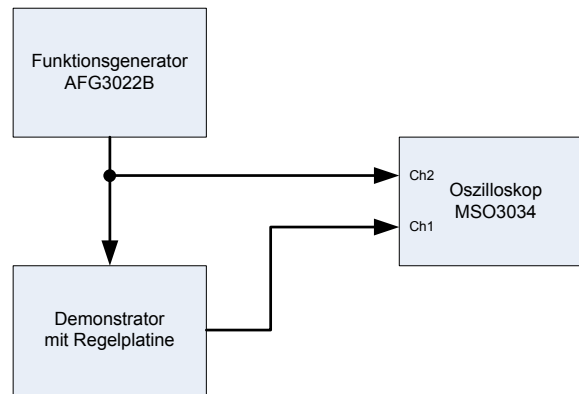 Funktionsgenerator
AFG3022B
Ch2
Oszilloskop
MSO3034
Ch1
Demonstrator
mit Regelplatine